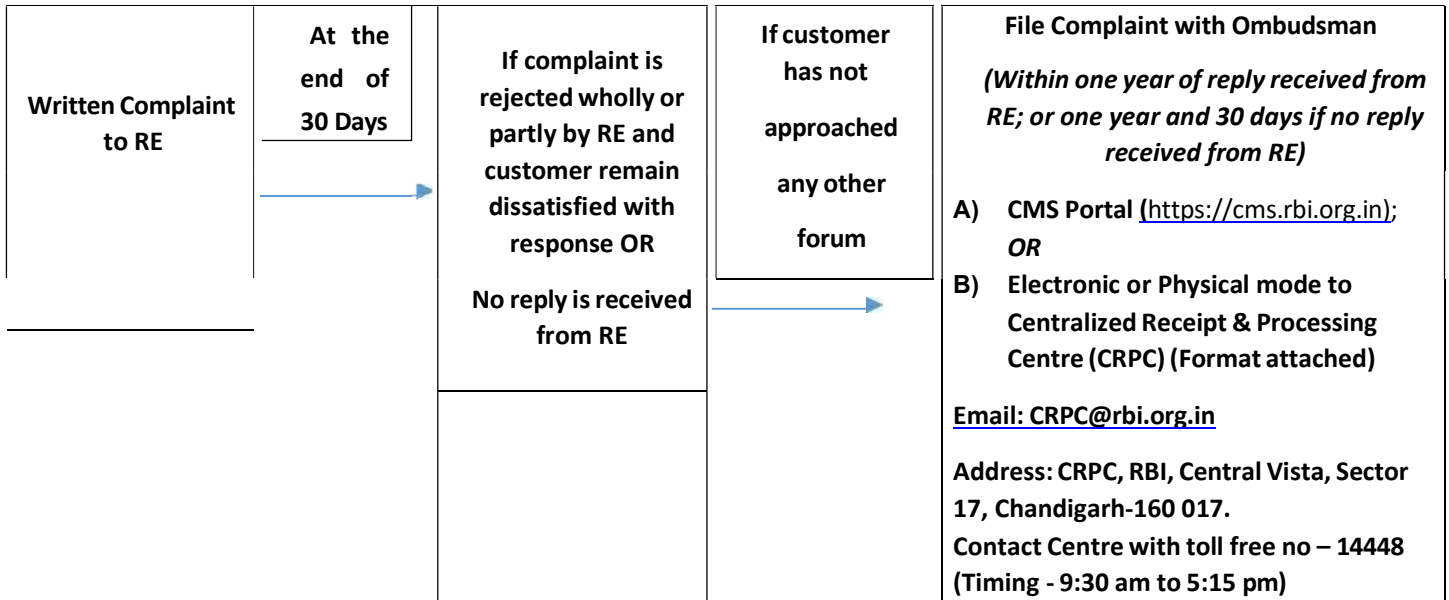 Written Complaint
to RE
At the
end of
30 Days
If complaint is
rejected wholly or
partly by RE and
customer remain
dissatisfied with
response OR
No reply is received
from RE
If customer
has not
approached
any other
forum
File Complaint with Ombudsman
(Within one year of reply received from
RE; or one year and 30 days if no reply
received from RE)
A) CMS Portal (https://cms.rbi.org.in);
OR
B) Electronic or Physical mode to
Centralized Receipt & Processing
Centre (CRPC) (Format attached)
Email: CRPC@rbi.org.in
Address: CRPC, RBI, Central Vista, Sector
17, Chandigarh-160 017.
Contact Centre with toll free no – 14448
(Timing - 9:30 am to 5:15 pm)